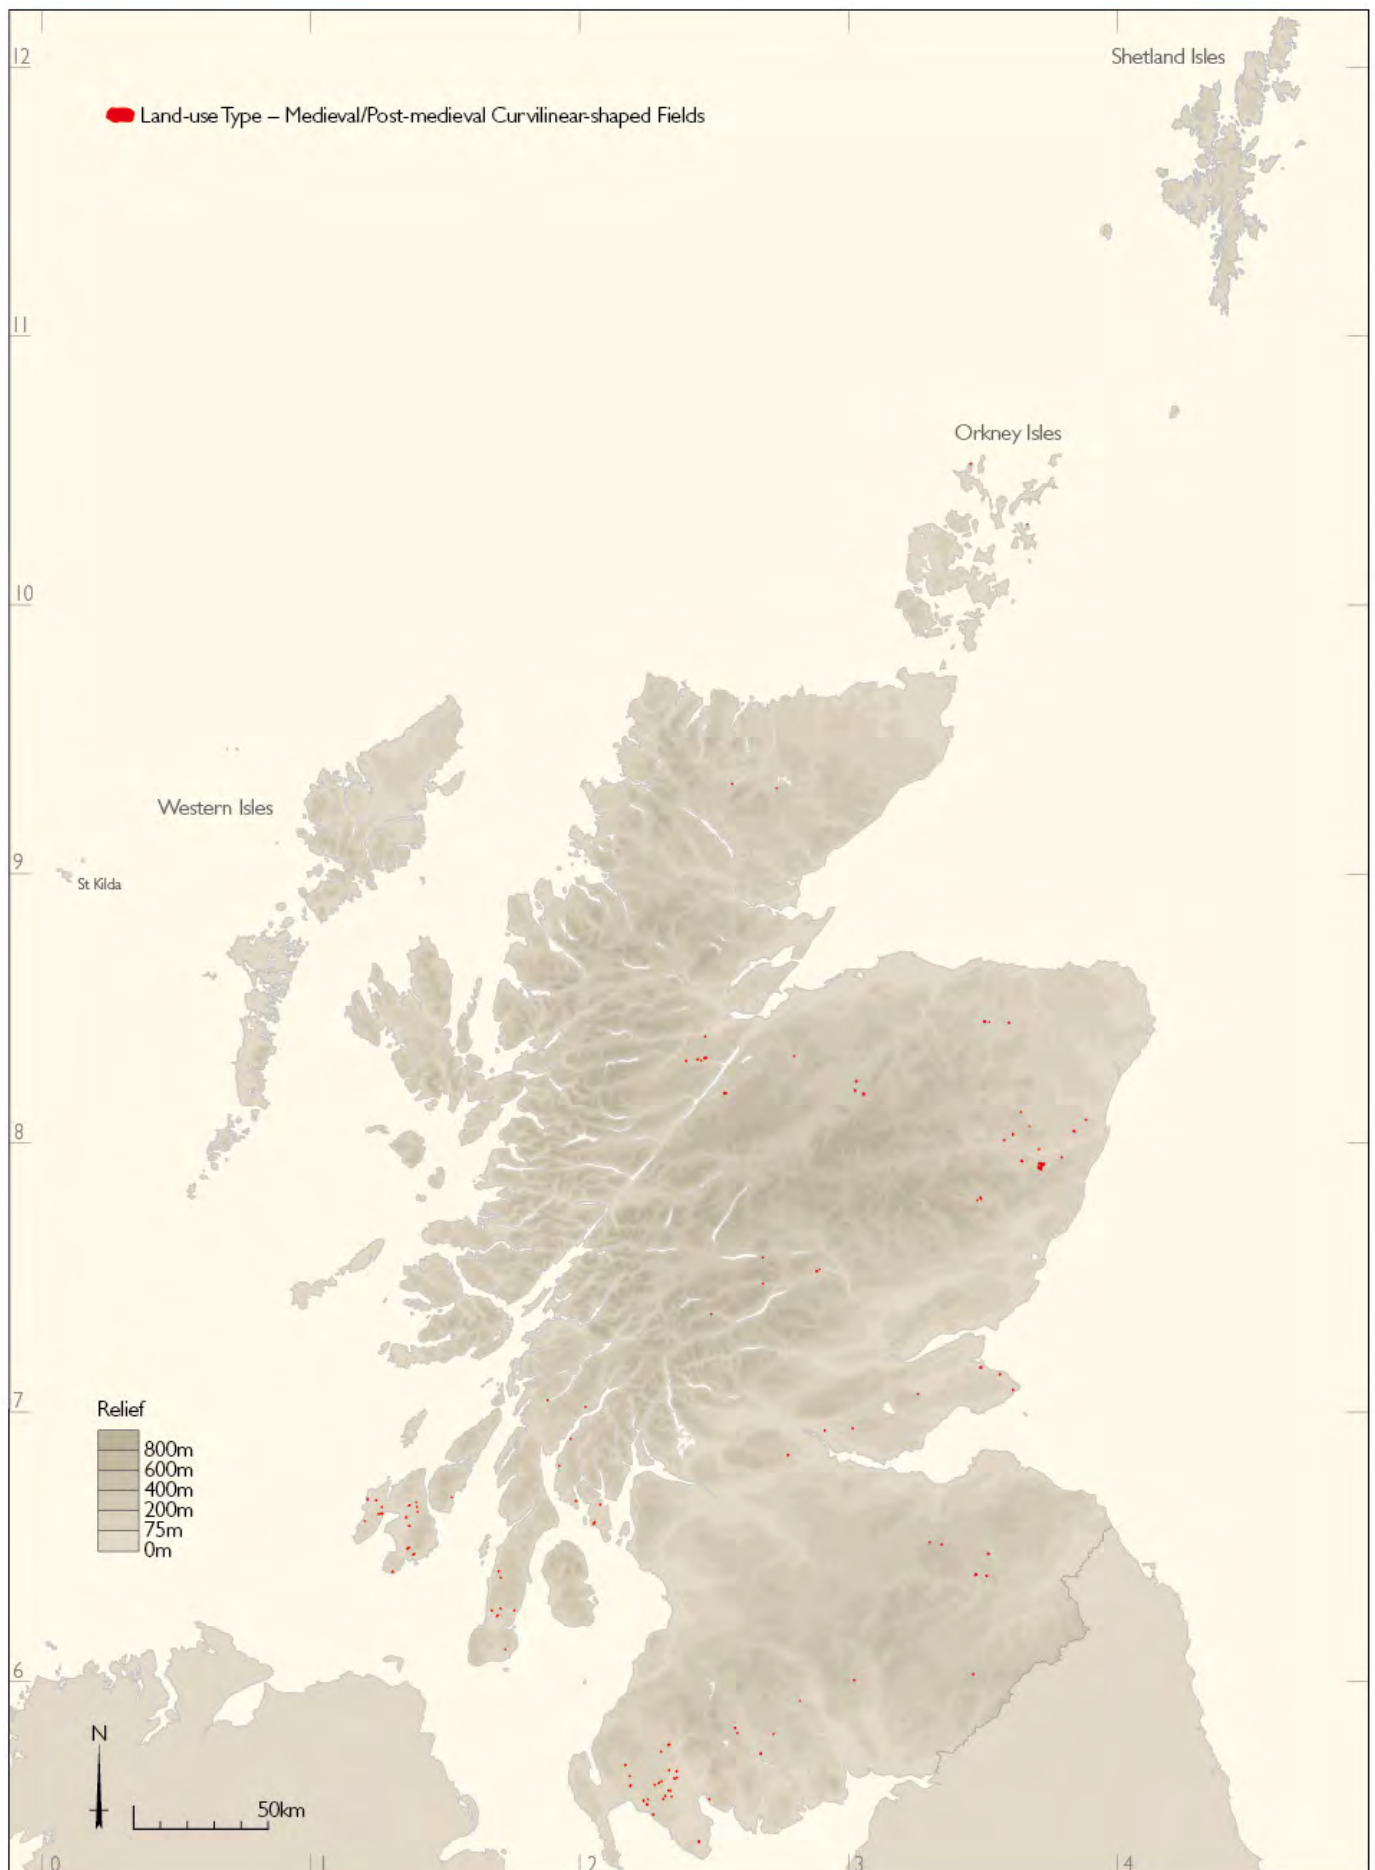 12
Shetland Isles
Land-use Type – Medieval/Post-medieval Curvilinear-shaped Fields
11
Orkney Isles
10
Western Isles
9
St Kilda
8
7
Relief
800m
600m
400m
200m
75m
0m
6
N
50km
0 1 2 3 4